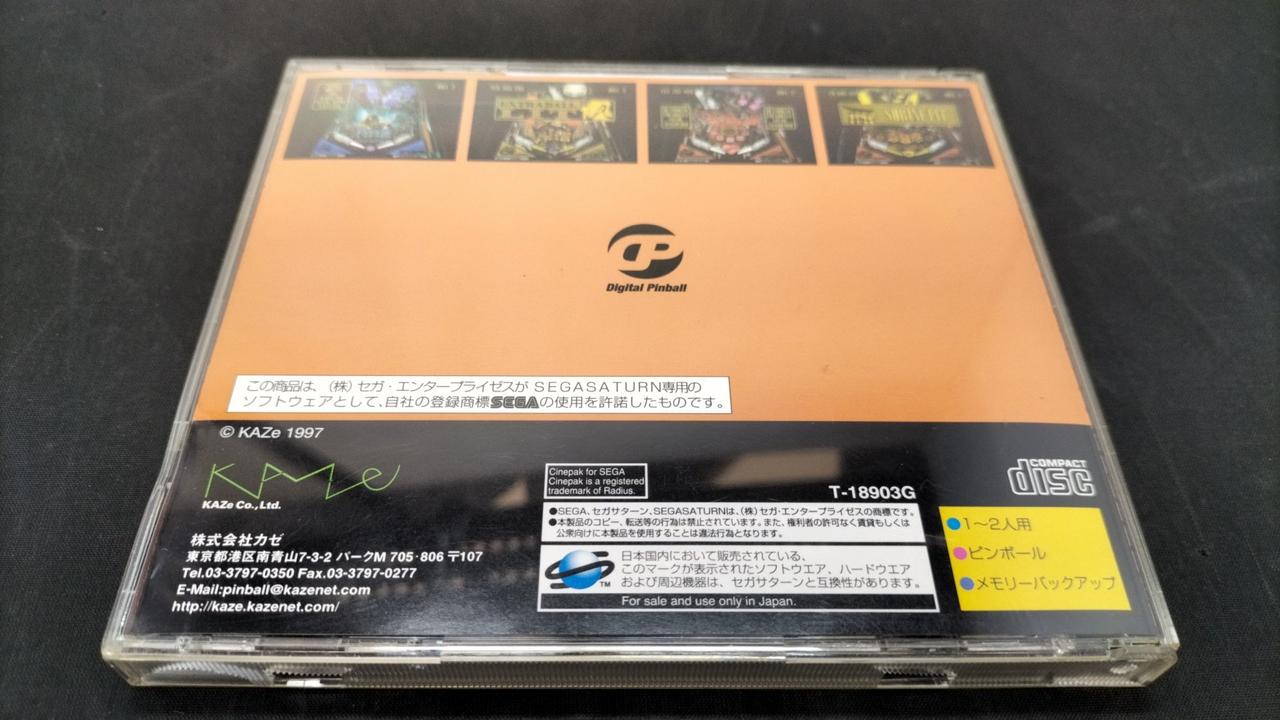 EXTRABALL
LIT
Digital Pinball
この商品は、(株)セガ・エンタープライゼスが SEGASATURN専用の
ソフトウェアとして、自社の登録商標SEGAの使用を許諾したものです。
© KAZe 1997
KAZe
KAZe Co., Ltd.
株式会社カゼ
東京都港区南青山7-3-2 パークM 705·806 〒107
Tel.03-3797-0350 Fax.03-3797-0277
E-Mail:pinball@kazenet.com
http://kaze.kazenet.com/
Cinepak for SEGA
Cinepak is a registered
trademark of Radius.
T-18903G
●SEGA、セガサターン、SEGASATURNは、(株)セガ·エンタープライゼスの商標です。
●本製品のコピー、転送等の行為は禁止されています。また、権利者の許可なく賃貸もしくは
公衆向けに本製品を使用することは違法行為となります。
TM
日本国内において販売されている、
このマークが表示されたソフトウエア、ハードウエア
および周辺機器は、セガサターンと互換性があります。
For sale and use only in Japan.
COMPACT
disc
●1～2人用
●ピンボール
●メモリーバックアップ